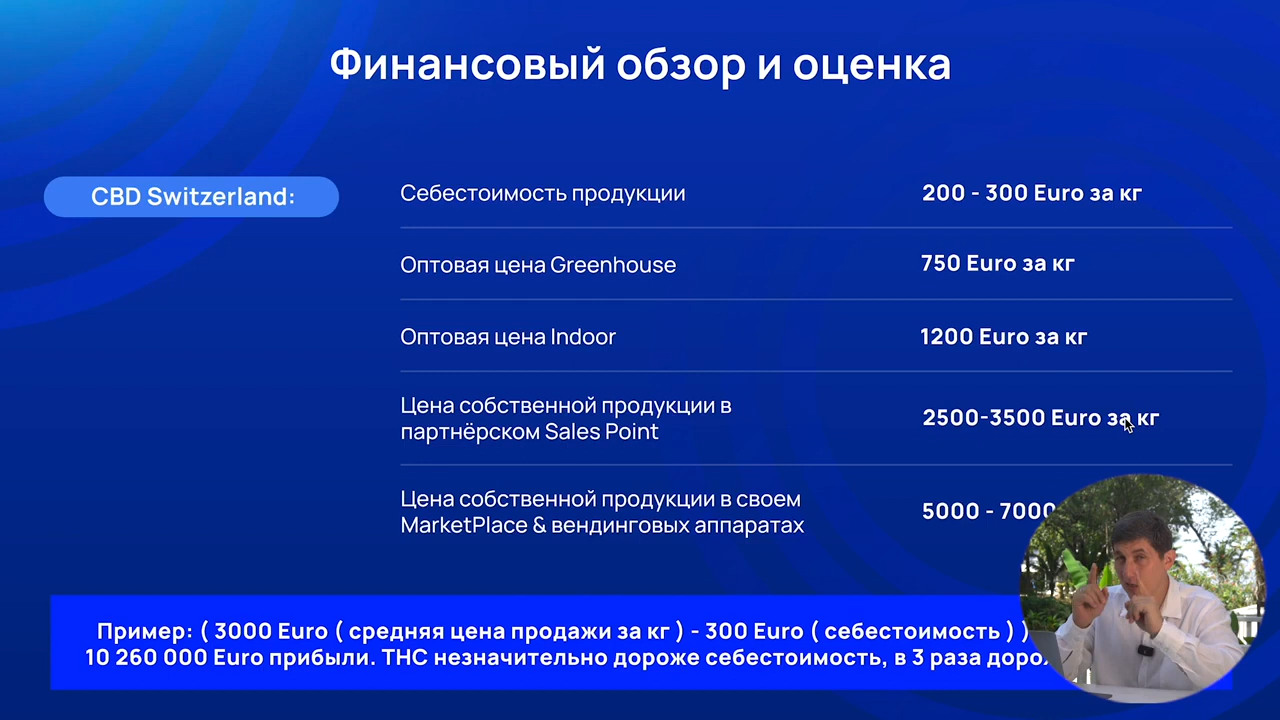 Финансовый обзор и оценка
CBD Switzerland:
Себестоимость продукции
200 - 300 Euro за кг
Оптовая цена Greenhouse
750 Euro за кг
Оптовая цена Indoor
1200 Euro за кг
Цена собственной продукции в
партнёрском Sales Point
2500-3500 Euro за кг
Цена собственной продукции в своем
MarketPlace & вендинговых аппаратах
5000 - 7000
Пример: ( 3000 Euro ( средняя цена продажи за кг ) - 300 Euro ( себестоимость ) )
10 260 000 Euro прибыли. ТНС незначительно дороже себестоимость, в 3 раза